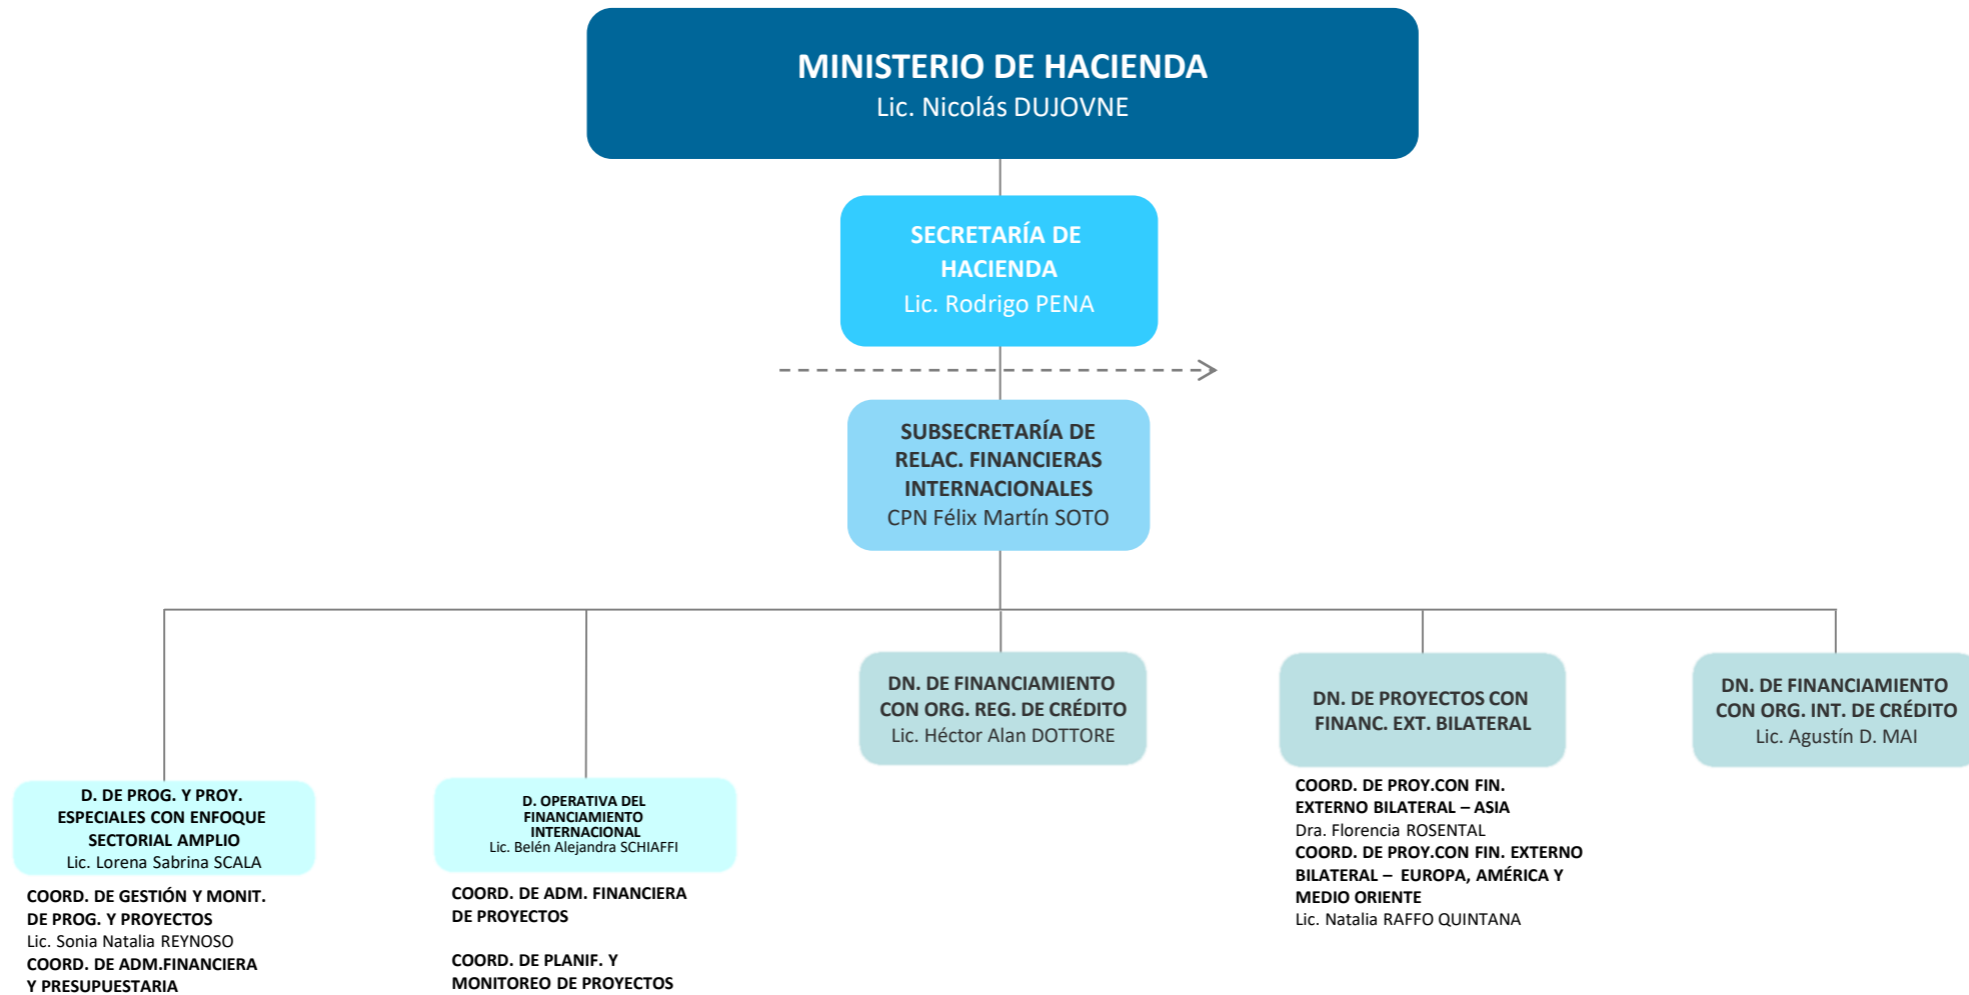 MINISTERIO DE HACIENDA
Lic. Nicolás DUJOVNE
SECRETARÍA DE
HACIENDA
Lic. Rodrigo PENA
SUBSECRETARÍA DE
RELAC. FINANCIERAS
INTERNACIONALES
CPN Félix Martín SOTO
D. DE PROG. Y PROY.
ESPECIALES CON ENFOQUE
SECTORIAL AMPLIO
Lic. Lorena Sabrina SCALA
COORD. DE GESTIÓN Y MONIT.
DE PROG. Y PROYECTOS
Lic. Sonia Natalia REYNOSO
COORD. DE ADM.FINANCIERA
Y PRESUPUESTARIA
D. OPERATIVA DEL
FINANCIAMIENTO
INTERNACIONAL
Lic. Belén Alejandra SCHIAFFI
COORD. DE ADM. FINANCIERA
DE PROYECTOS
COORD. DE PLANIF. Y
MONITOREO DE PROYECTOS
DN. DE FINANCIAMIENTO
CON ORG. REG. DE CRÉDITO
Lic. Héctor Alan DOTTORE
DN. DE PROYECTOS CON
FINANC. EXT. BILATERAL
COORD. DE PROY.CON FIN.
EXTERNO BILATERAL – ASIA
Dra. Florencia ROSENTAL
COORD. DE PROY.CON FIN. EXTERNO
BILATERAL – EUROPA, AMÉRICA Y
MEDIO ORIENTE
Lic. Natalia RAFFO QUINTANA
DN. DE FINANCIAMIENTO
CON ORG. INT. DE CRÉDITO
Lic. Agustín D. MAI